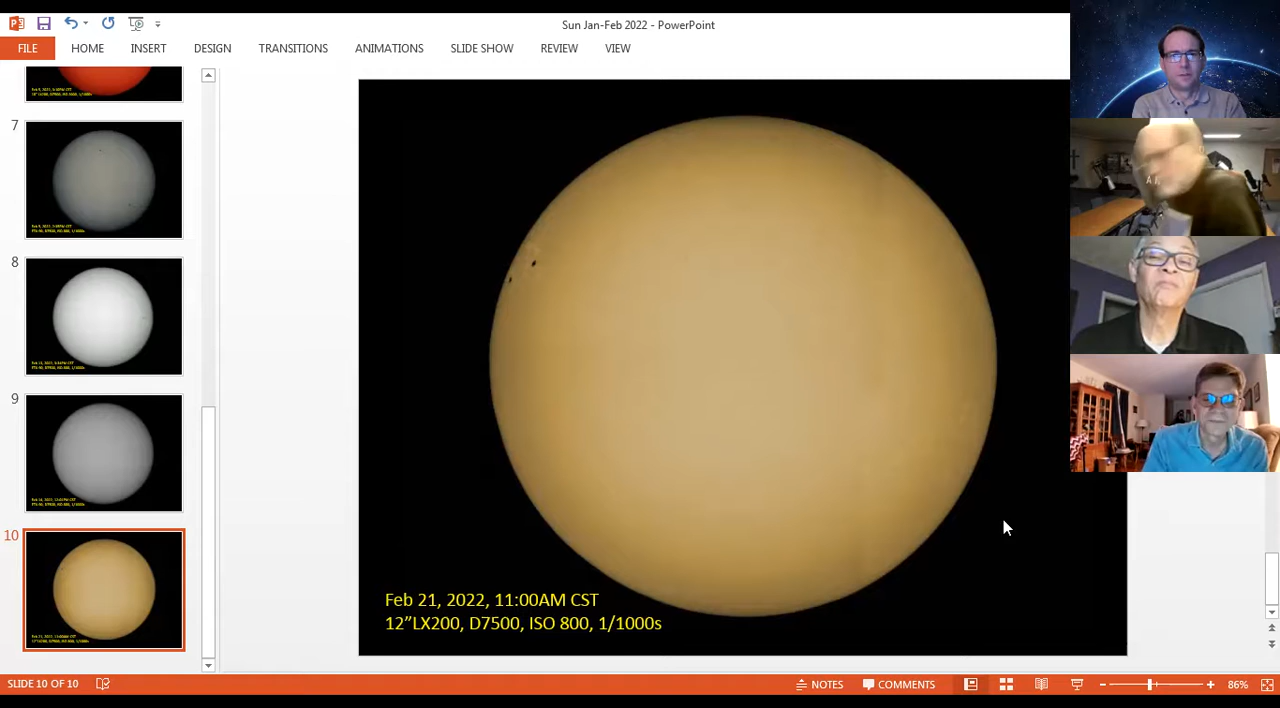 Sun Jan-Feb 2022 - PowerPoint
FILE HOME INSERT DESIGN TRANSITIONS ANIMATIONS SLIDE SHOW REVIEW VIEW
7
8
9
10
Feb 21, 2022, 11:00AM CST
12”LX200, D7500, ISO 800, 1/1000s
SLIDE 10 OF 10 NOTES COMMENTS 86%